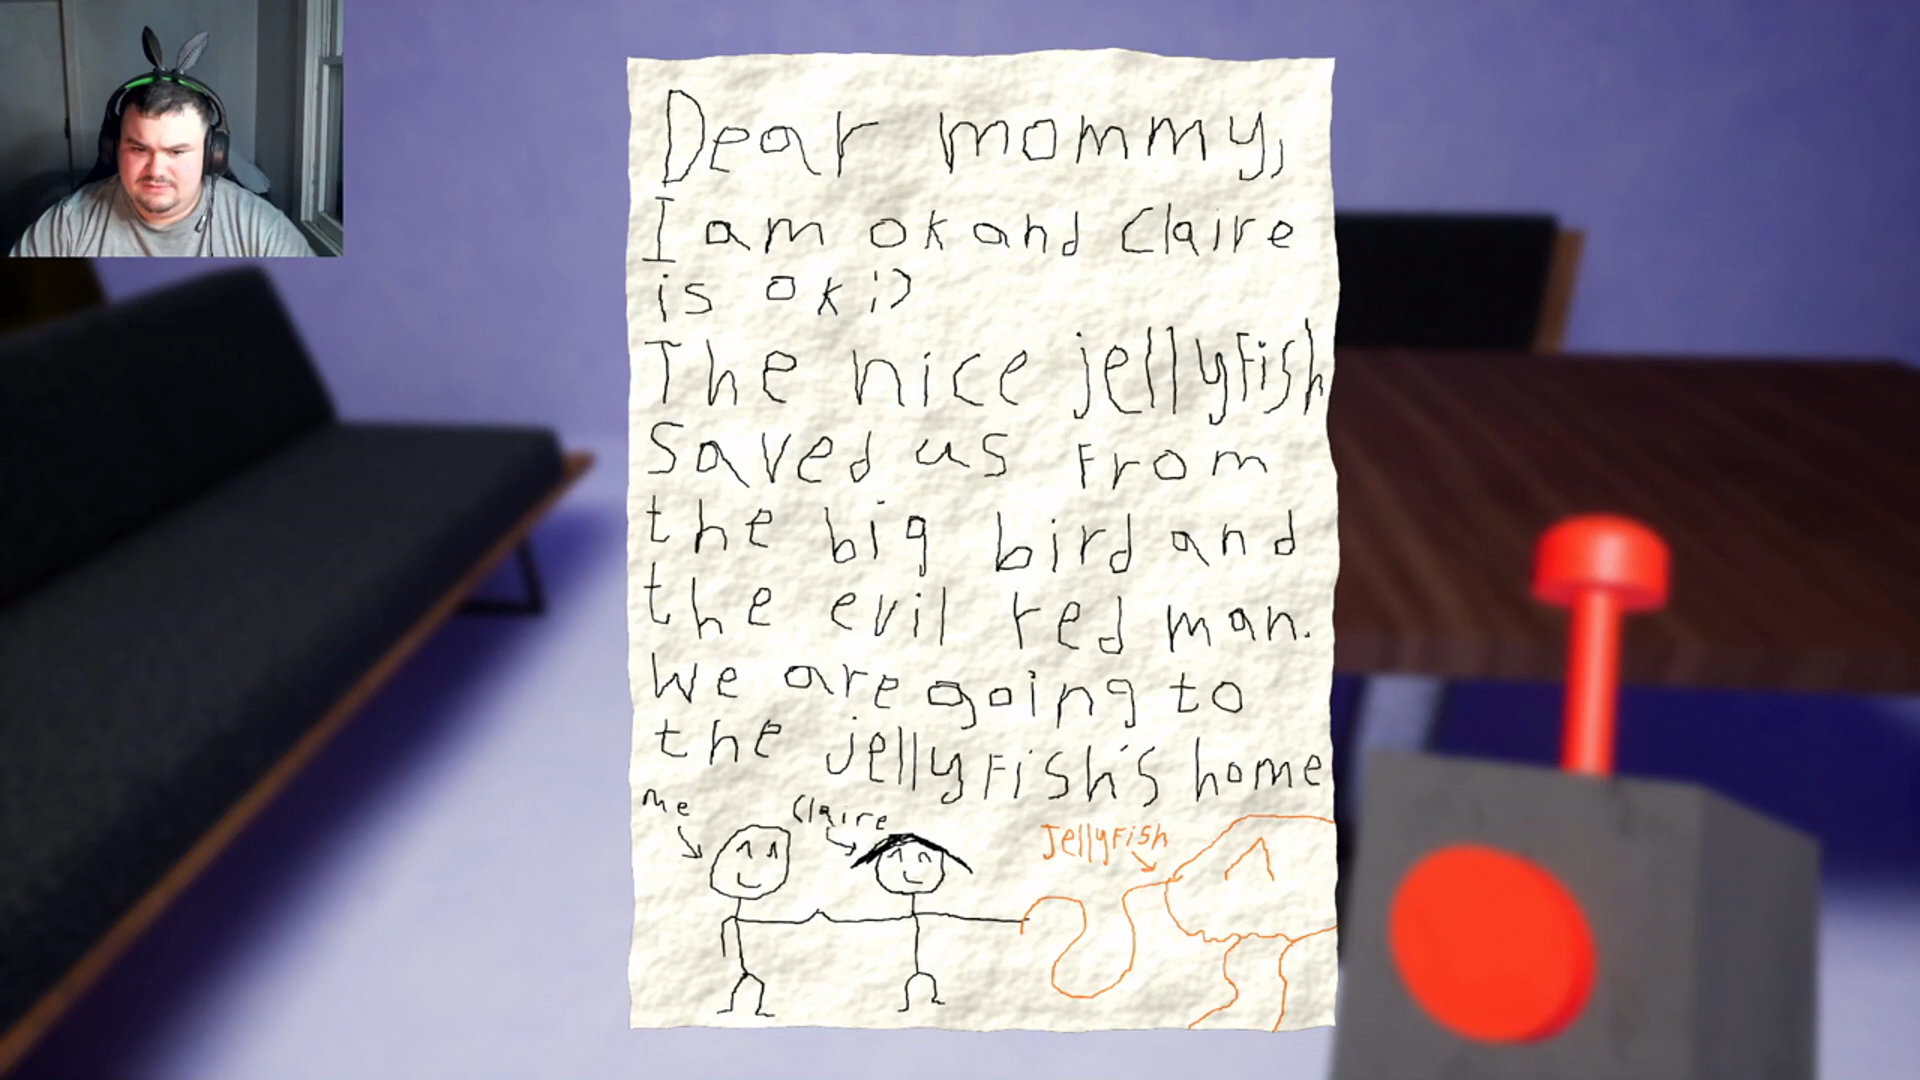 Dear mommy,
I am ok and Claire
is ok :)
The nice jellyfish
saved us from
the big bird and
the evil red man.
We are going to
the jellyfish's home
Me
Claire
Jellyfish